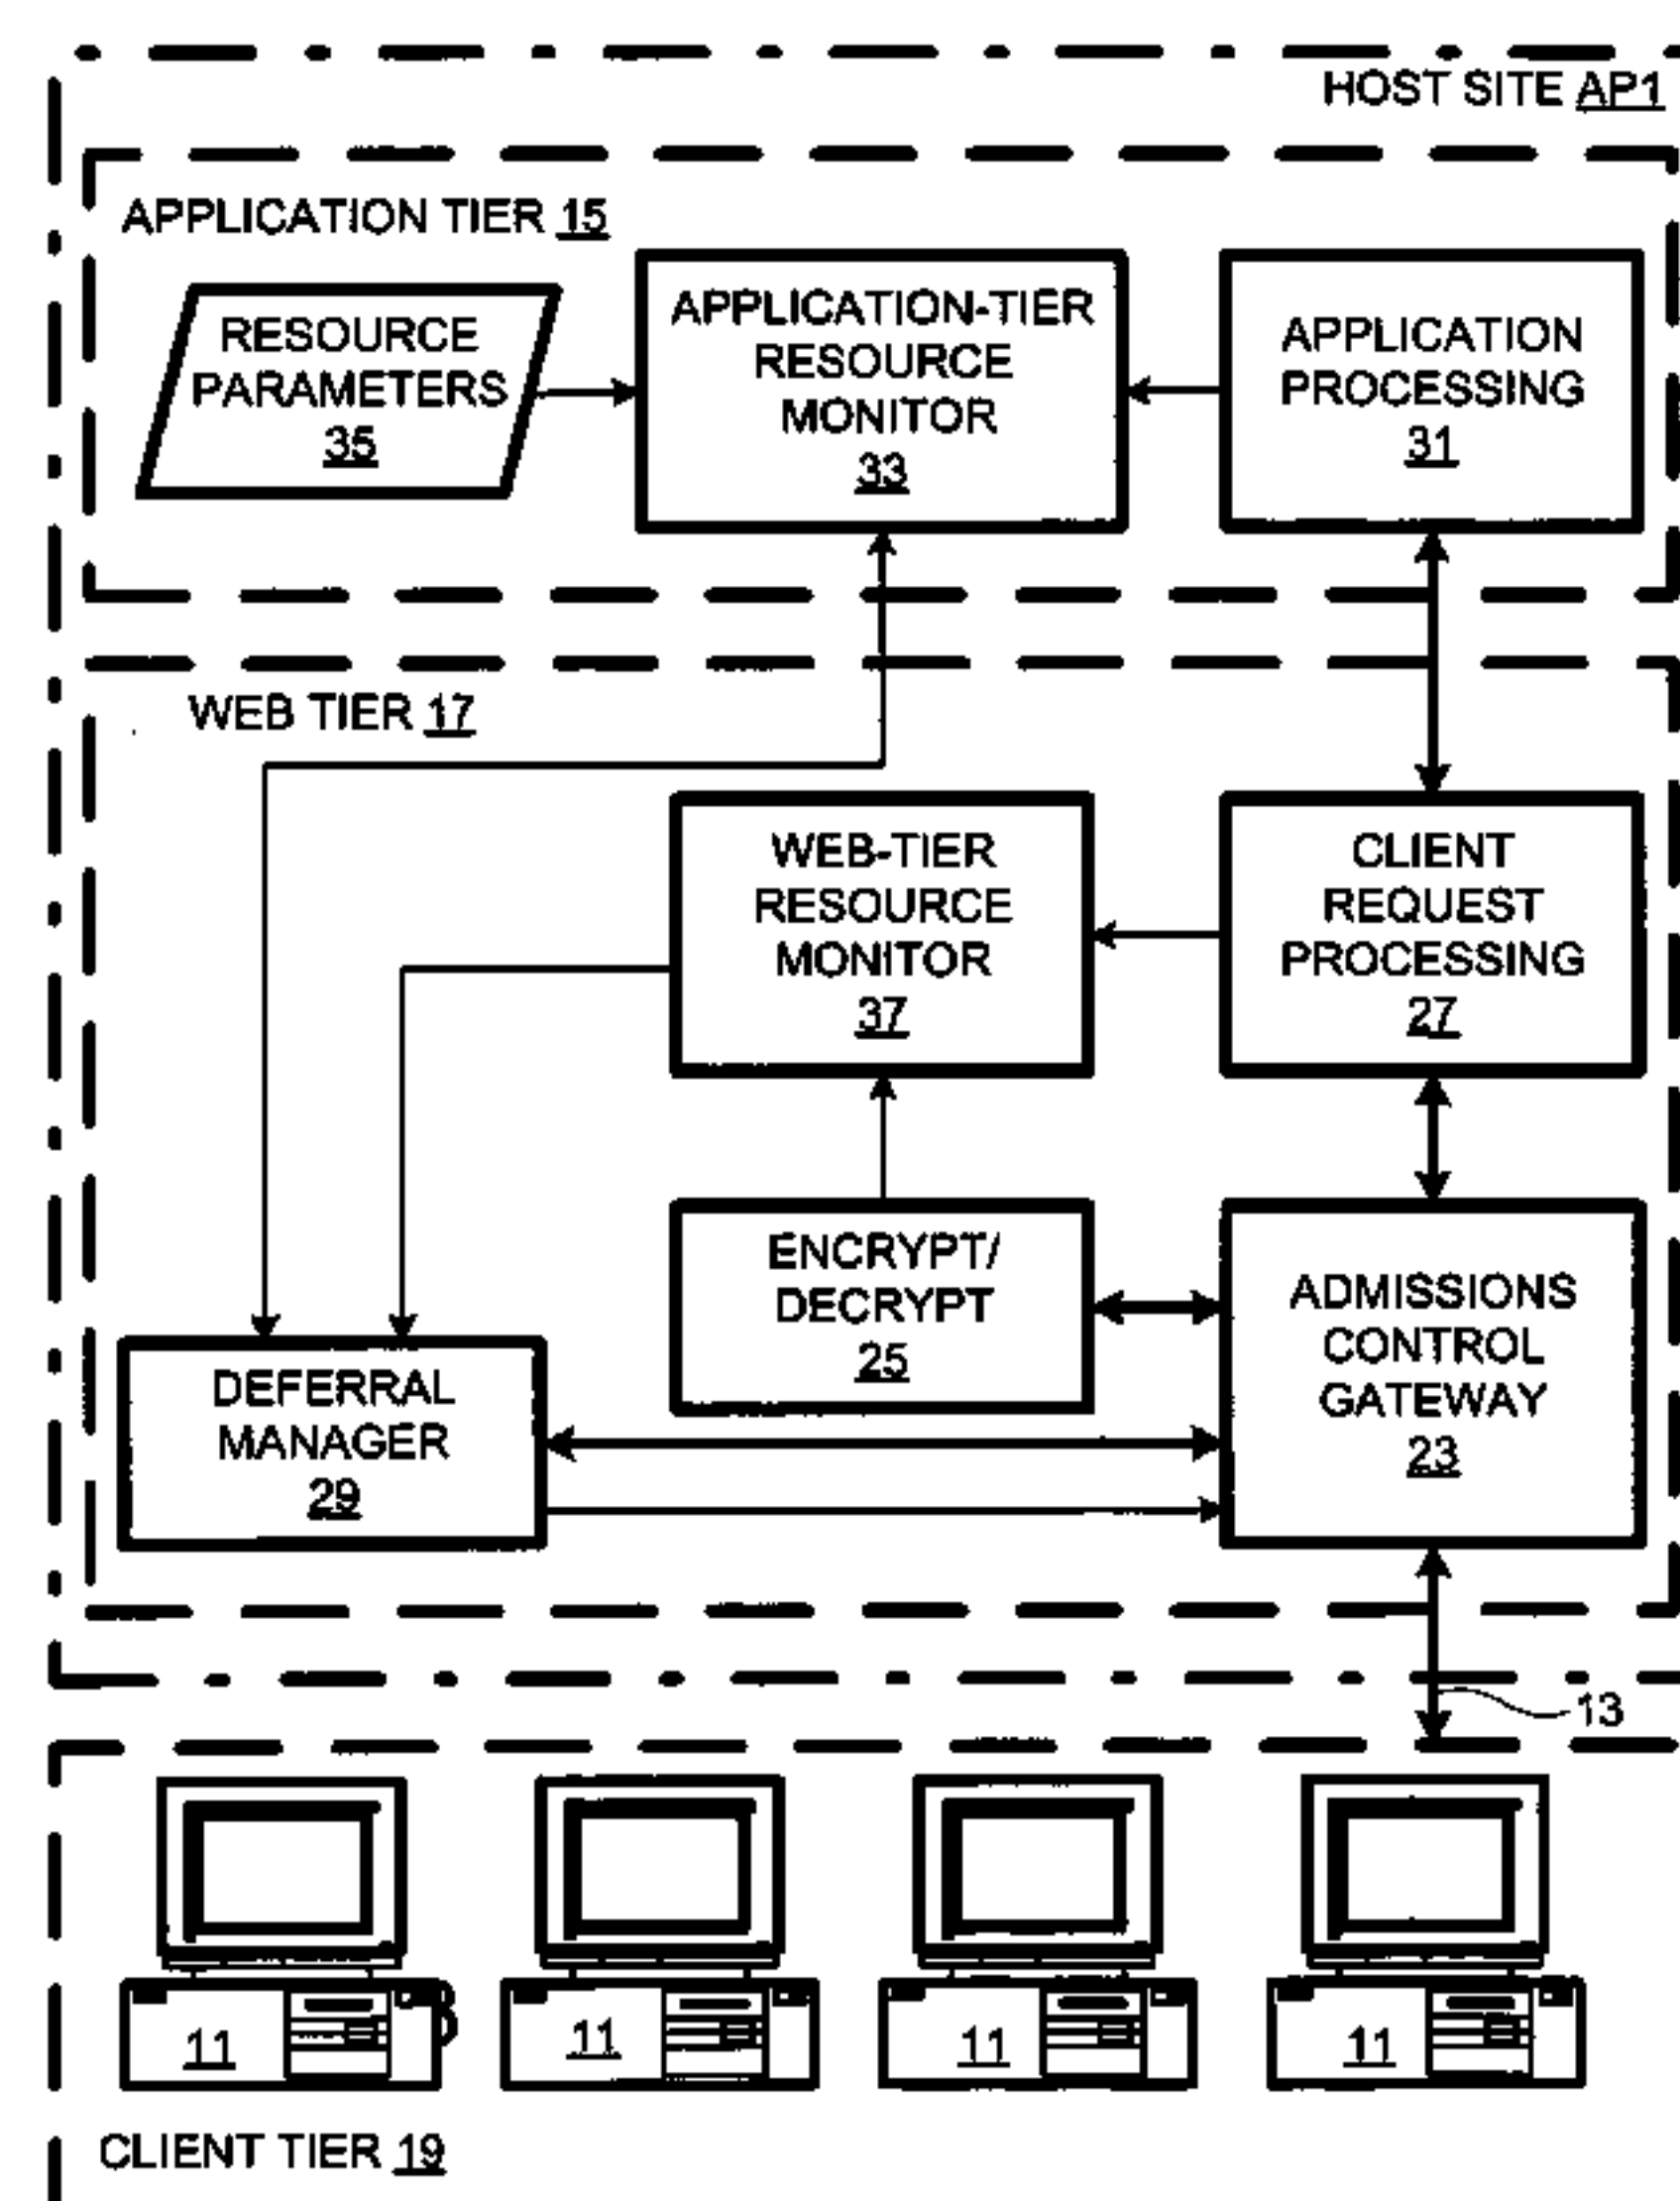 HOST SITE AP1
APPLICATION TIER 15
RESOURCE
PARAMETERS
35
APPLICATION-TIER
RESOURCE
MONITOR
33
APPLICATION
PROCESSING
31
WEB TIER 17
WEB-TIER
RESOURCE
MONITOR
37
CLIENT
REQUEST
PROCESSING
27
ENCRYPT/
DECRYPT
25
ADMISSIONS
CONTROL
GATEWAY
23
DEFERRAL
MANAGER
29
13
11
11
11
11
CLIENT TIER 19